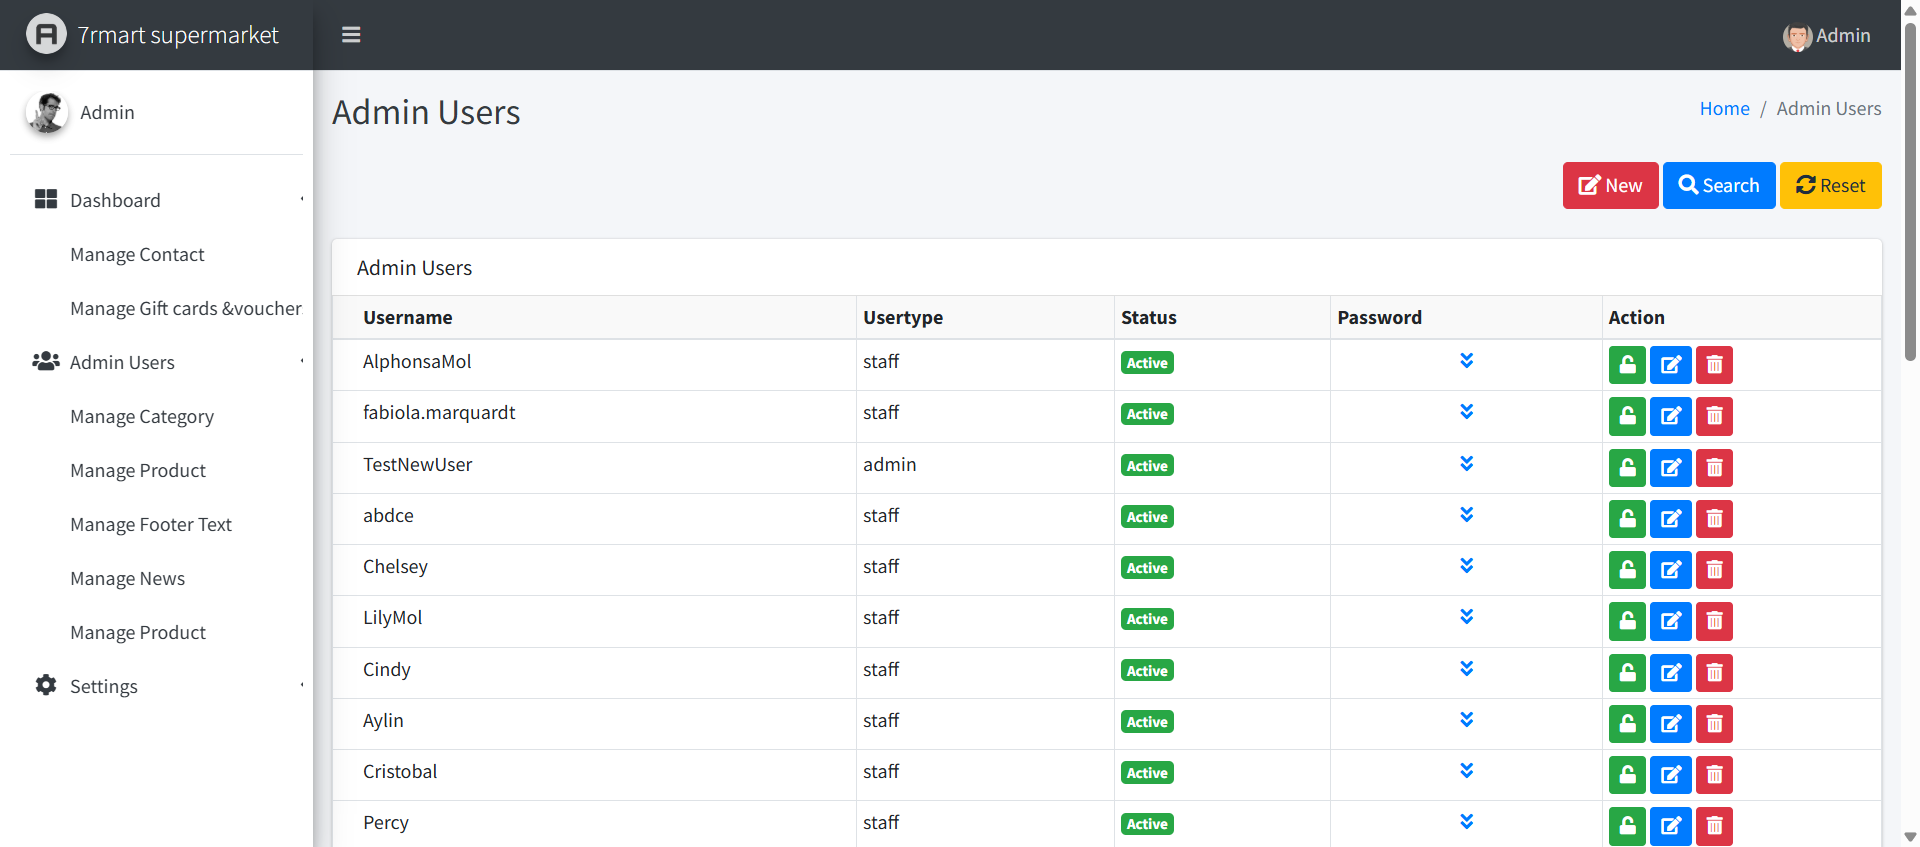 7rmart supermarket
Admin
Admin
Admin Users
Home / Admin Users
Dashboard
Manage Contact
Manage Gift cards &voucher
Admin Users
Manage Category
Manage Product
Manage Footer Text
Manage News
Manage Product
Settings
New Search Reset
Admin Users
Username Usertype Status Password Action
AlphonsaMol staff Active
fabiola.marquardt staff Active
TestNewUser admin Active
abdce staff Active
Chelsey staff Active
LilyMol staff Active
Cindy staff Active
Aylin staff Active
Cristobal staff Active
Percy staff Active